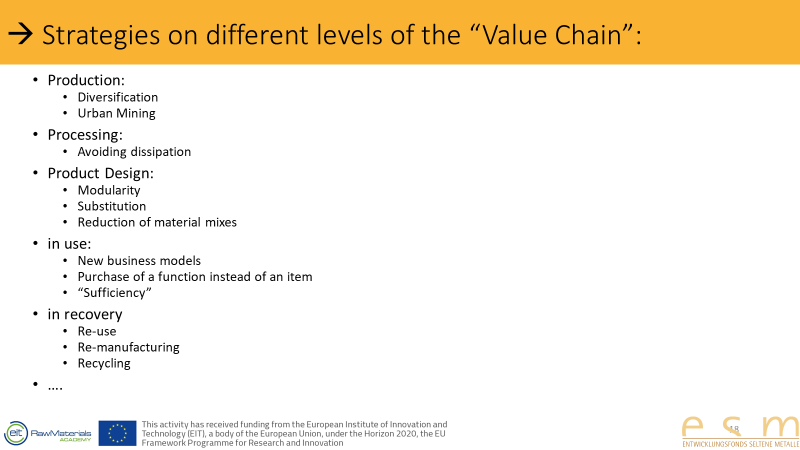 → Strategies on different levels of the “Value Chain”:
• Production:
• Diversification
• Urban Mining
• Processing:
• Avoiding dissipation
• Product Design:
• Modularity
• Substitution
• Reduction of material mixes
• in use:
• New business models
• Purchase of a function instead of an item
• “Sufficiency”
• in recovery
• Re-use
• Re-manufacturing
• Recycling
• ....
eit RawMaterials
ACADEMY
This activity has received funding from the European Institute of Innovation and
Technology (EIT), a body of the European Union, under the Horizon 2020, the EU
Framework Programme for Research and Innovation
esm
18
ENTWICKLUNGSFONDS SELTENE METALLE